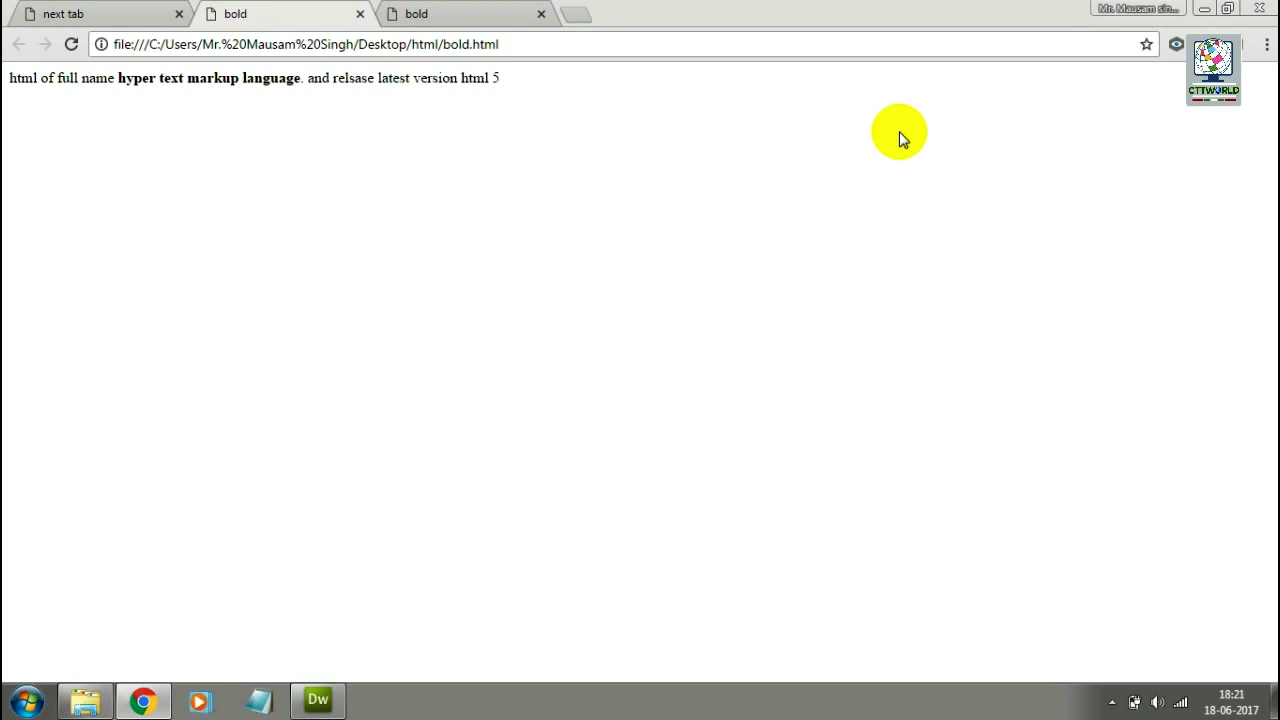 next tab
bold
bold
Mr. Mausam sin...
file:///C:/Users/Mr.%20Mausam%20Singh/Desktop/html/bold.html
html of full name hyper text markup language. and relsase latest version html 5
CTTWORLD
Dw
18:21
18-06-2017